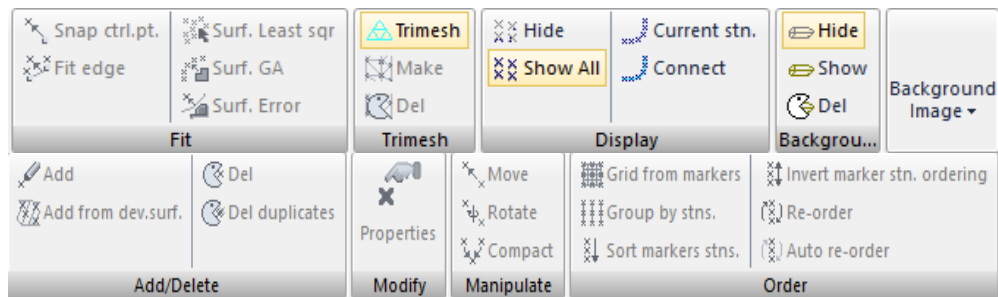 Snap ctrl.pt.
Fit edge
Surf. Least sqr
Surf. GA
Surf. Error
Fit
Trimesh
Make
Del
Trimesh
Hide
Show All
Current stn.
Connect
Display
Hide
Show
Del
Backgrou...
Background
Image
Add
Add from dev.surf.
Del
Del duplicates
Add/Delete
Properties
Modify
Move
Rotate
Compact
Manipulate
Grid from markers
Group by stns.
Sort markers stns.
Invert marker stn. ordering
Re-order
Auto re-order
Order